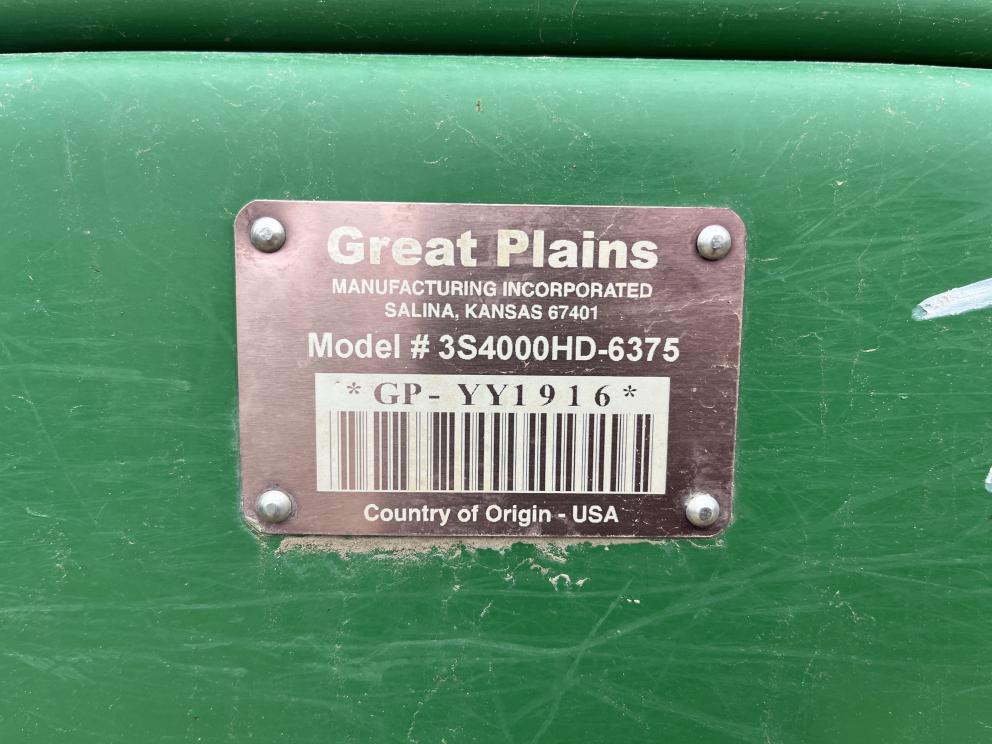 Great Plains
MANUFACTURING INCORPORATED
SALINA, KANSAS 67401
Model # 3S4000HD-6375
*GP- YY1916*
Country of Origin - USA